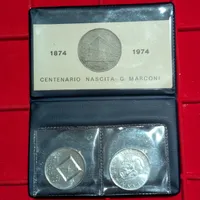 1874 1974
CENTENARIO NASCITA G. MARCONI